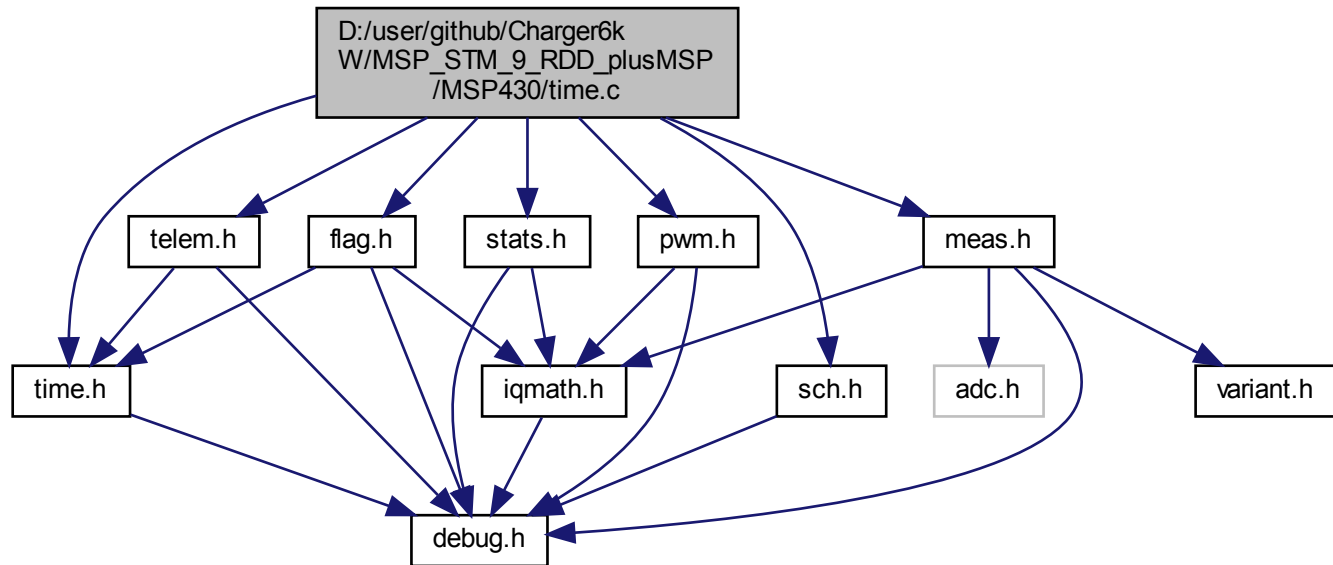 D:/user/github/Charger6k
W/MSP_STM_9_RDD_plusMSP
/MSP430/time.c
telem.h
flag.h
stats.h
pwm.h
meas.h
time.h
iqmath.h
sch.h
adc.h
variant.h
debug.h